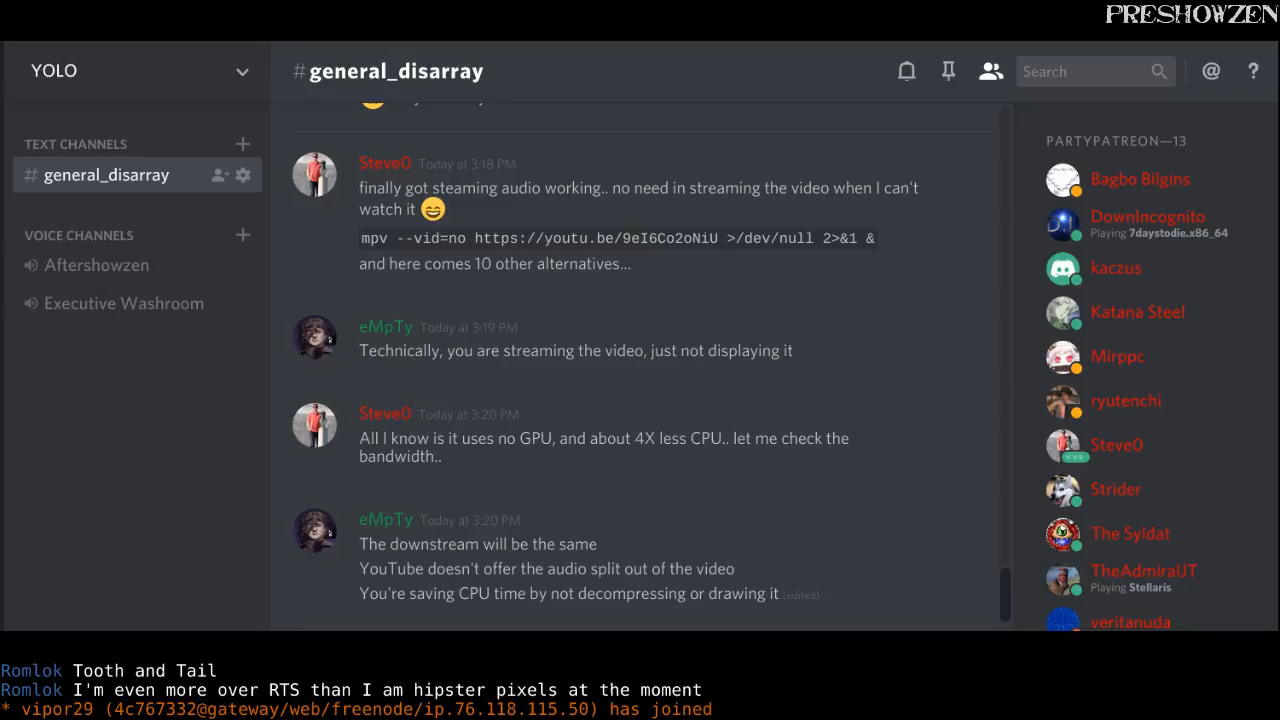 PRESHOWZEN
YOLO
#general_disarray
Search
@
?
TEXT CHANNELS +
# general_disarray
VOICE CHANNELS +
Aftershowzen
Executive Washroom
Steve0 Today at 3:18 PM
finally got steaming audio working.. no need in streaming the video when I can't
watch it 😄
mpv --vid=no https://youtu.be/9eI6Co2oNiU >/dev/null 2>&1 &
and here comes 10 other alternatives...
eMpTy Today at 3:19 PM
Technically, you are streaming the video, just not displaying it
Steve0 Today at 3:20 PM
All I know is it uses no GPU, and about 4X less CPU.. let me check the
bandwidth..
eMpTy Today at 3:20 PM
The downstream will be the same
YouTube doesn't offer the audio split out of the video
You're saving CPU time by not decompressing or drawing it (edited)
PARTYPATREON—13
Bagbo Bilgins
DownIncognito
Playing 7daystodie.x86_64
kaczus
Katana Steel
Mirppc
ryutenchi
Steve0
Strider
The Syldat
TheAdmiralJT
Playing Stellaris
veritanuda
Romlok Tooth and Tail
Romlok I'm even more over RTS than I am hipster pixels at the moment
* vipor29 (4c767332@gateway/web/freenode/ip.76.118.115.50) has joined